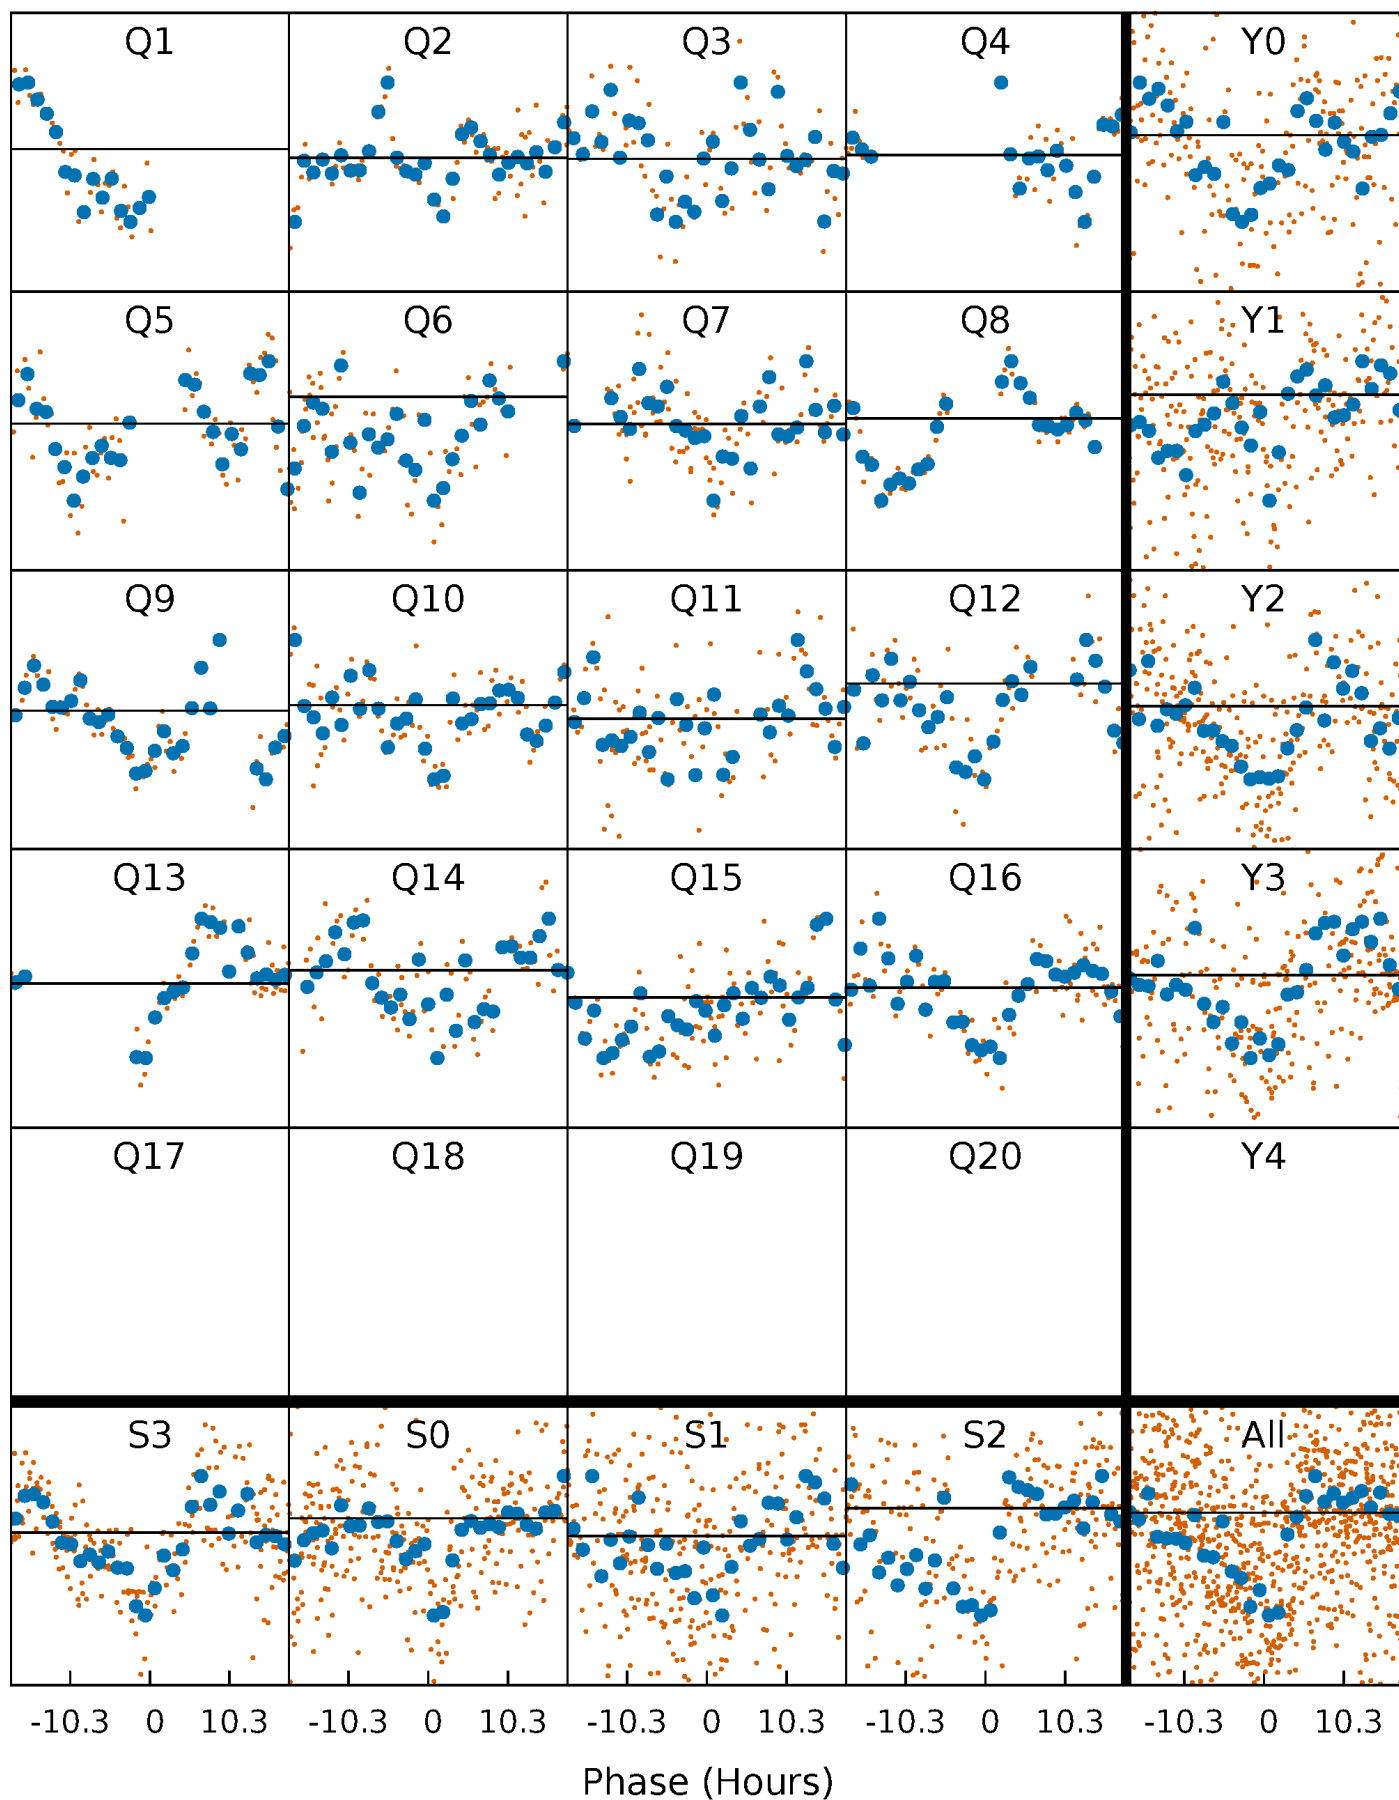 Q1 Q2 Q3 Q4 Y0
Q5 Q6 Q7 Q8 Y1
Q9 Q10 Q11 Q12 Y2
Q13 Q14 Q15 Q16 Y3
Q17 Q18 Q19 Q20 Y4
S3 S0 S1 S2 All
-10.3 0 10.3 -10.3 0 10.3 -10.3 0 10.3 -10.3 0 10.3 -10.3 0 10.3
Phase (Hours)